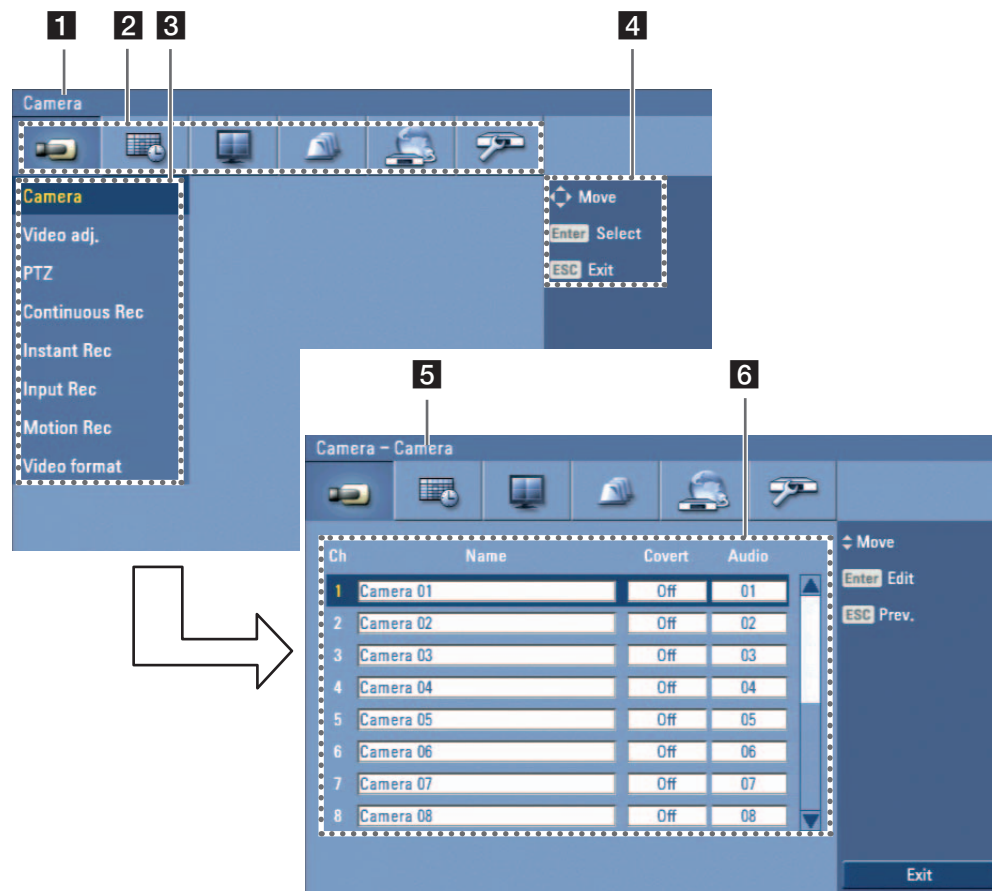 1 2 3 4
Camera
Camera
Video adj.
PTZ
Continuous Rec
Instant Rec
Input Rec
Motion Rec
Video format
Move
Enter Select
ESC Exit
5 6
Camera – Camera
Ch Name Covert Audio
1 Camera 01 Off 01
2 Camera 02 Off 02
3 Camera 03 Off 03
4 Camera 04 Off 04
5 Camera 05 Off 05
6 Camera 06 Off 06
7 Camera 07 Off 07
8 Camera 08 Off 08
Move
Enter Edit
ESC Prev.
Exit